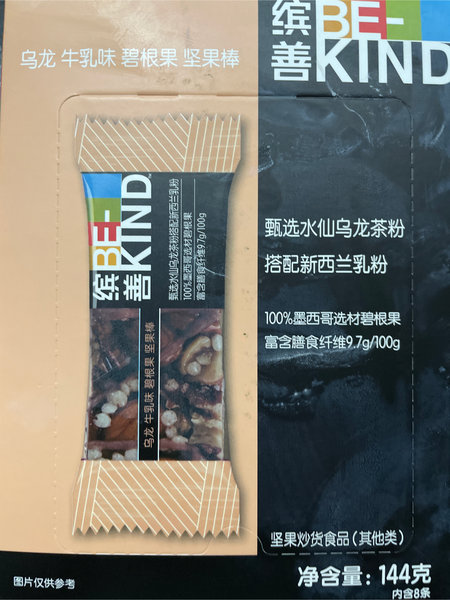 乌龙 牛乳味 碧根果 坚果棒
缤善
BE-KIND
甄选水仙乌龙茶粉
搭配新西兰乳粉
100%墨西哥选材碧根果
富含膳食纤维9.7g/100g
缤善
BE-KIND
甄选水仙乌龙茶粉搭配新西兰乳粉
100%墨西哥选材碧根果
富含膳食纤维9.7g/100g
乌龙 牛乳味 碧根果 坚果棒
坚果炒货食品(其他类)
图片仅供参考
净含量:144克
内含8条